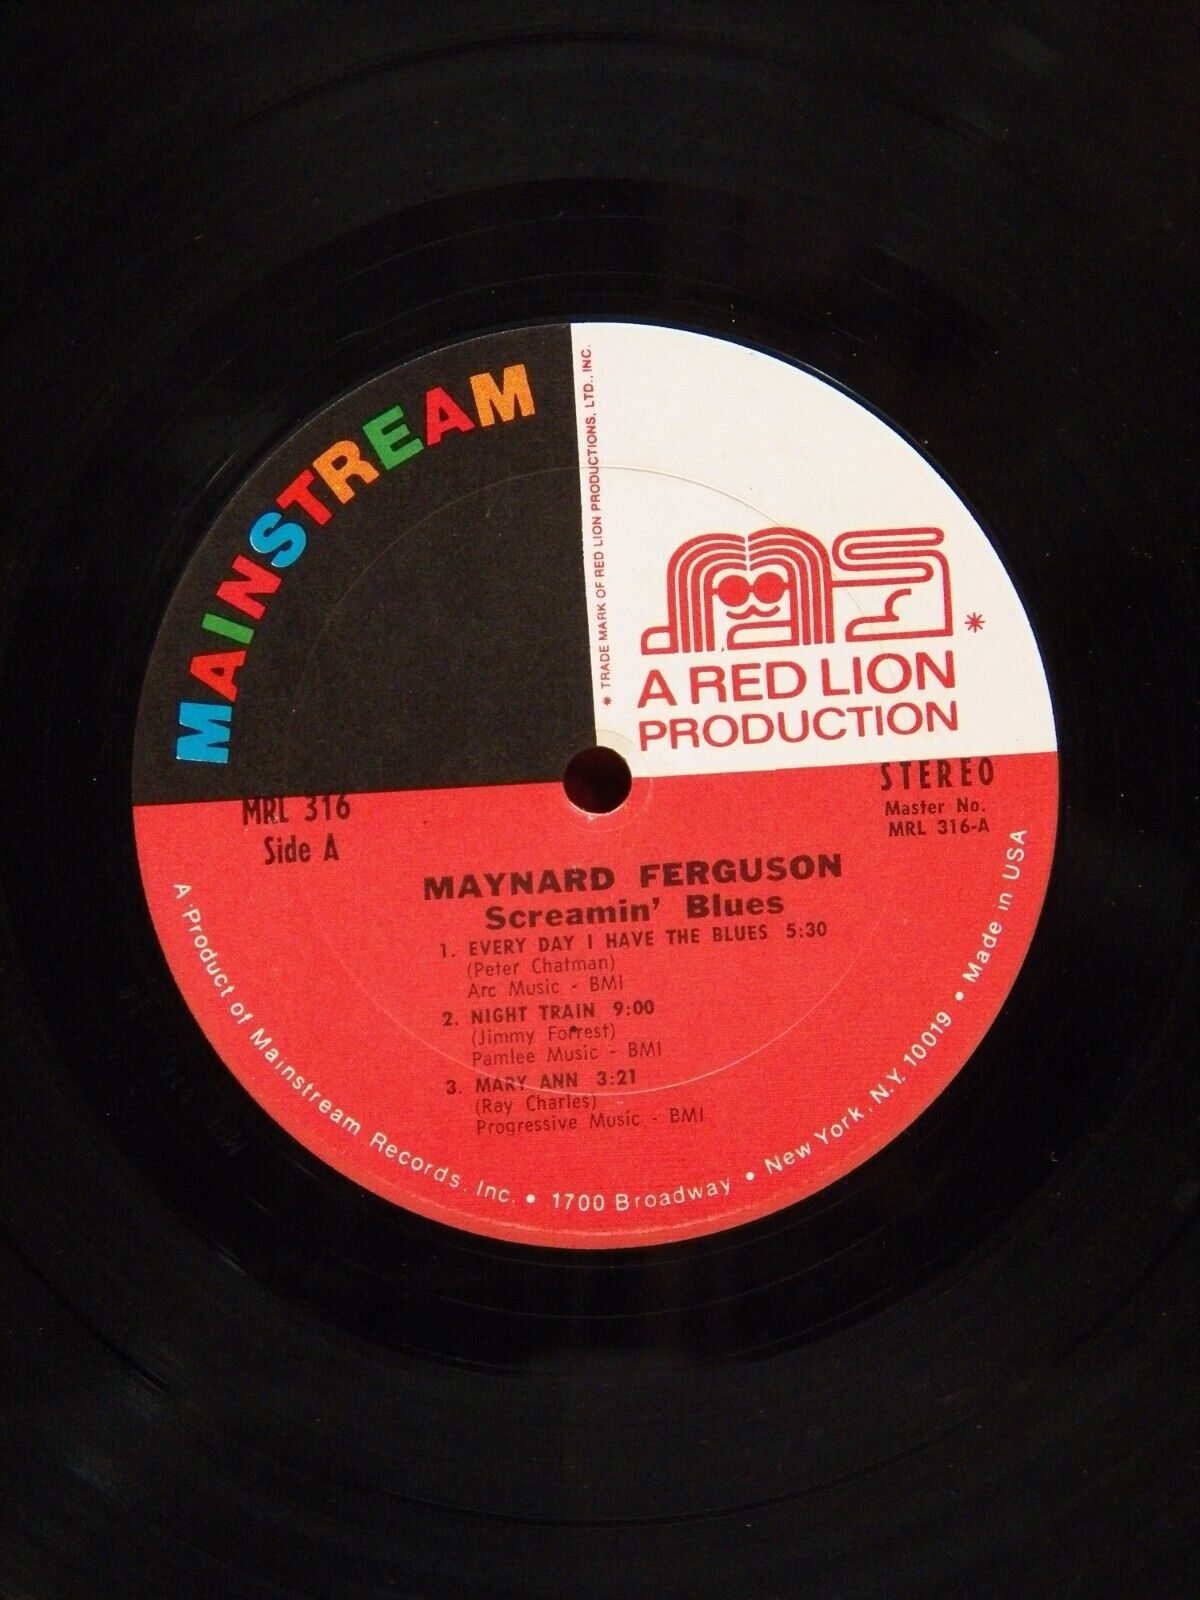 MAINSTREAM
* TRADE MARK OF RED LION PRODUCTIONS, LTD., INC.
*
A RED LION
PRODUCTION
MRL 316
Side A
STEREO
Master No.
MRL 316-A
MAYNARD FERGUSON
Screamin' Blues
1. EVERY DAY I HAVE THE BLUES 5:30
(Peter Chatman)
Arc Music - BMI
2. NIGHT TRAIN 9:00
(Jimmy Forrest)
Pamlee Music - BMI
3. MARY ANN 3:21
(Ray Charles)
Progressive Music - BMI
A Product of Mainstream Records, Inc. • 1700 Broadway • New York, N.Y. 10019 • Made in USA